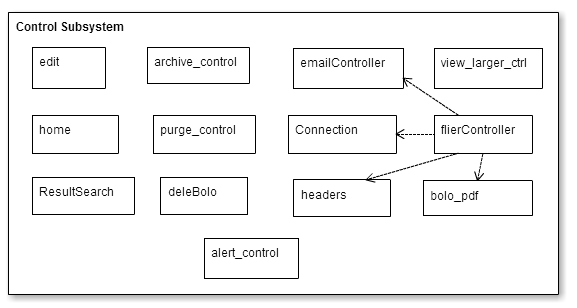 Control Subsystem
edit
archive_control
emailController
view_larger_ctrl
home
purge_control
Connection
flierController
ResultSearch
deleBolo
headers
bolo_pdf
alert_control